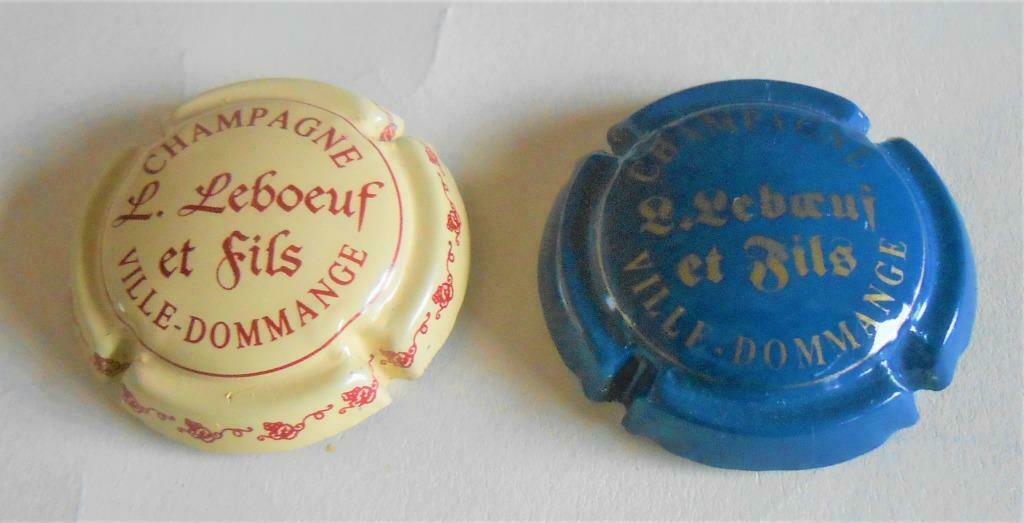 CHAMPAGNE
L. Leboeuf
et Fils
VILLE-DOMMANGE
CHAMPAGNE
L. Lebœuf
et Fils
VILLE-DOMMANGE